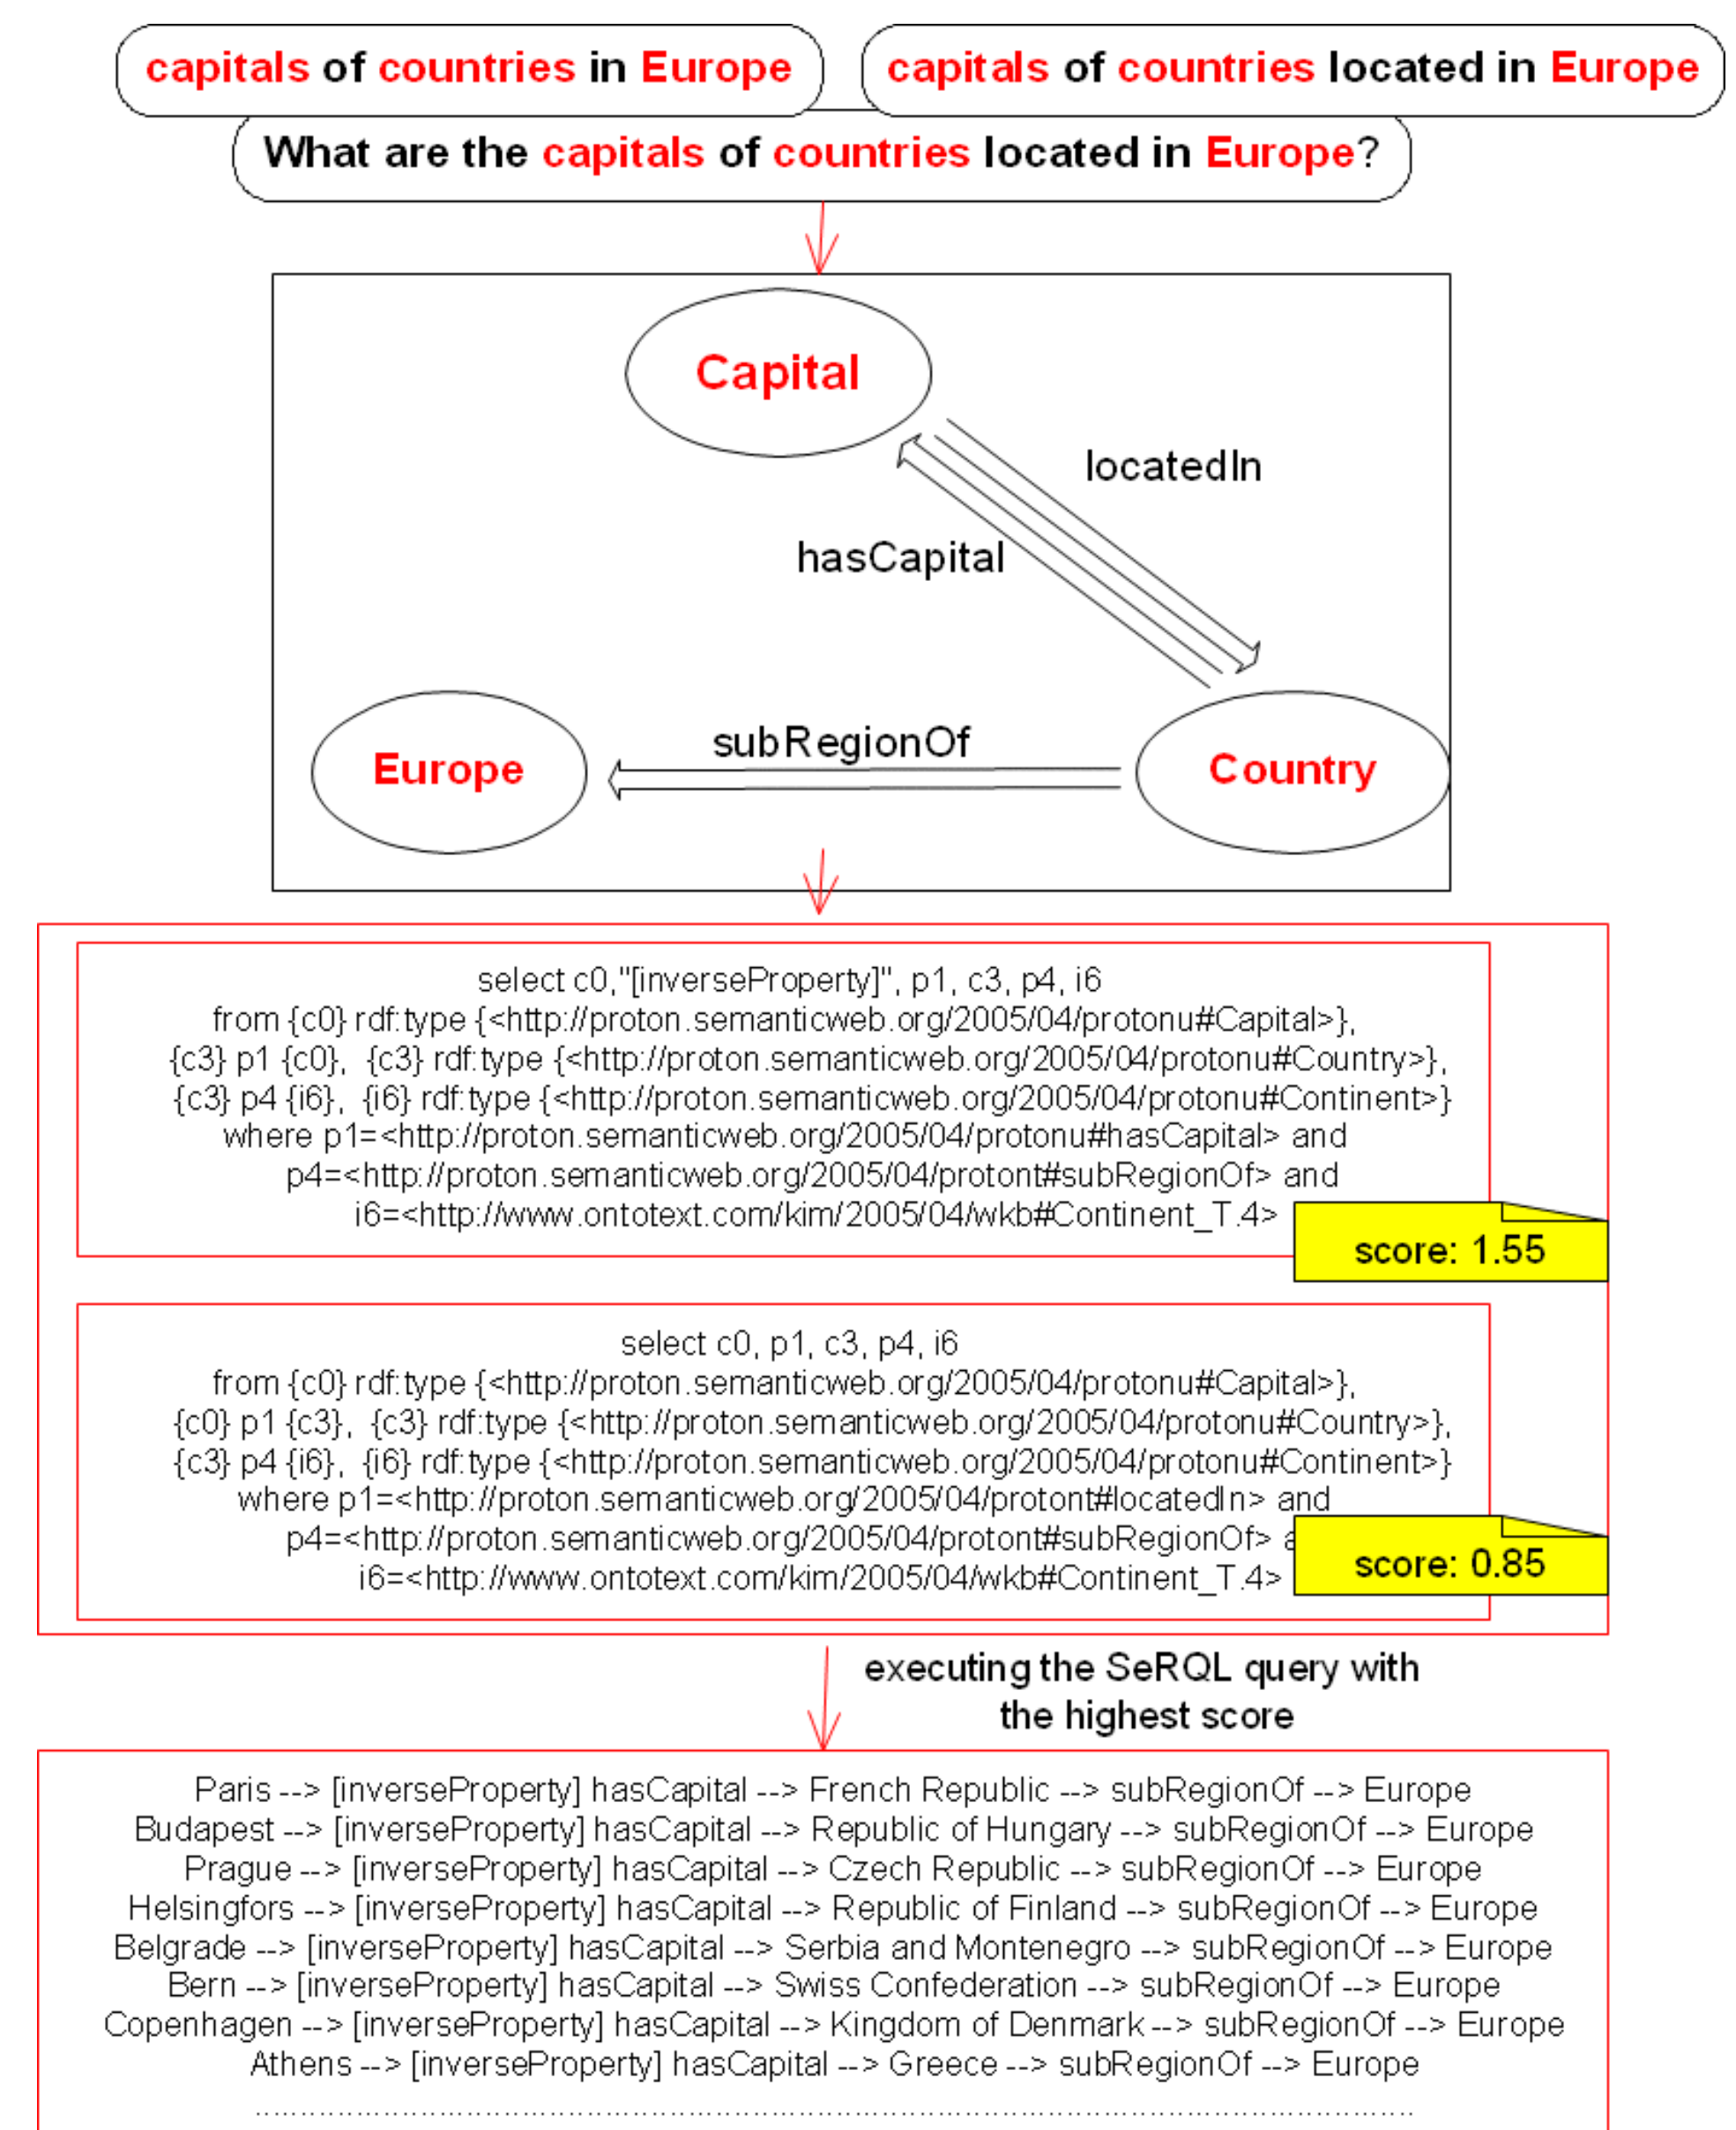 capitals of countries in Europe
capitals of countries located in Europe
What are the capitals of countries located in Europe?
Capital
locatedIn
hasCapital
subRegionOf
Europe
Country
select c0,"[inverseProperty]", p1, c3, p4, i6
from {c0} rdf:type {<http://proton.semanticweb.org/2005/04/protonu#Capital>},
{c3} p1 {c0}, {c3} rdf:type {<http://proton.semanticweb.org/2005/04/protonu#Country>},
{c3} p4 {i6}, {i6} rdf:type {<http://proton.semanticweb.org/2005/04/protonu#Continent>}
where p1=<http://proton.semanticweb.org/2005/04/protonu#hasCapital> and
p4=<http://proton.semanticweb.org/2005/04/protont#subRegionOf> and
i6=<http://www.ontotext.com/kim/2005/04/wkb#Continent_T.4>
score: 1.55
select c0, p1, c3, p4, i6
from {c0} rdf:type {<http://proton.semanticweb.org/2005/04/protonu#Capital>},
{c0} p1 {c3}, {c3} rdf:type {<http://proton.semanticweb.org/2005/04/protonu#Country>},
{c3} p4 {i6}, {i6} rdf:type {<http://proton.semanticweb.org/2005/04/protonu#Continent>}
where p1=<http://proton.semanticweb.org/2005/04/protont#locatedIn> and
p4=<http://proton.semanticweb.org/2005/04/protont#subRegionOf>
i6=<http://www.ontotext.com/kim/2005/04/wkb#Continent_T.4>
score: 0.85
executing the SeRQL query with
the highest score
Paris --> [inverseProperty] hasCapital --> French Republic --> subRegionOf --> Europe
Budapest --> [inverseProperty] hasCapital --> Republic of Hungary --> subRegionOf --> Europe
Prague --> [inverseProperty] hasCapital --> Czech Republic --> subRegionOf --> Europe
Helsingfors --> [inverseProperty] hasCapital --> Republic of Finland --> subRegionOf --> Europe
Belgrade --> [inverseProperty] hasCapital --> Serbia and Montenegro --> subRegionOf --> Europe
Bern --> [inverseProperty] hasCapital --> Swiss Confederation --> subRegionOf --> Europe
Copenhagen --> [inverseProperty] hasCapital --> Kingdom of Denmark --> subRegionOf --> Europe
Athens --> [inverseProperty] hasCapital --> Greece --> subRegionOf --> Europe